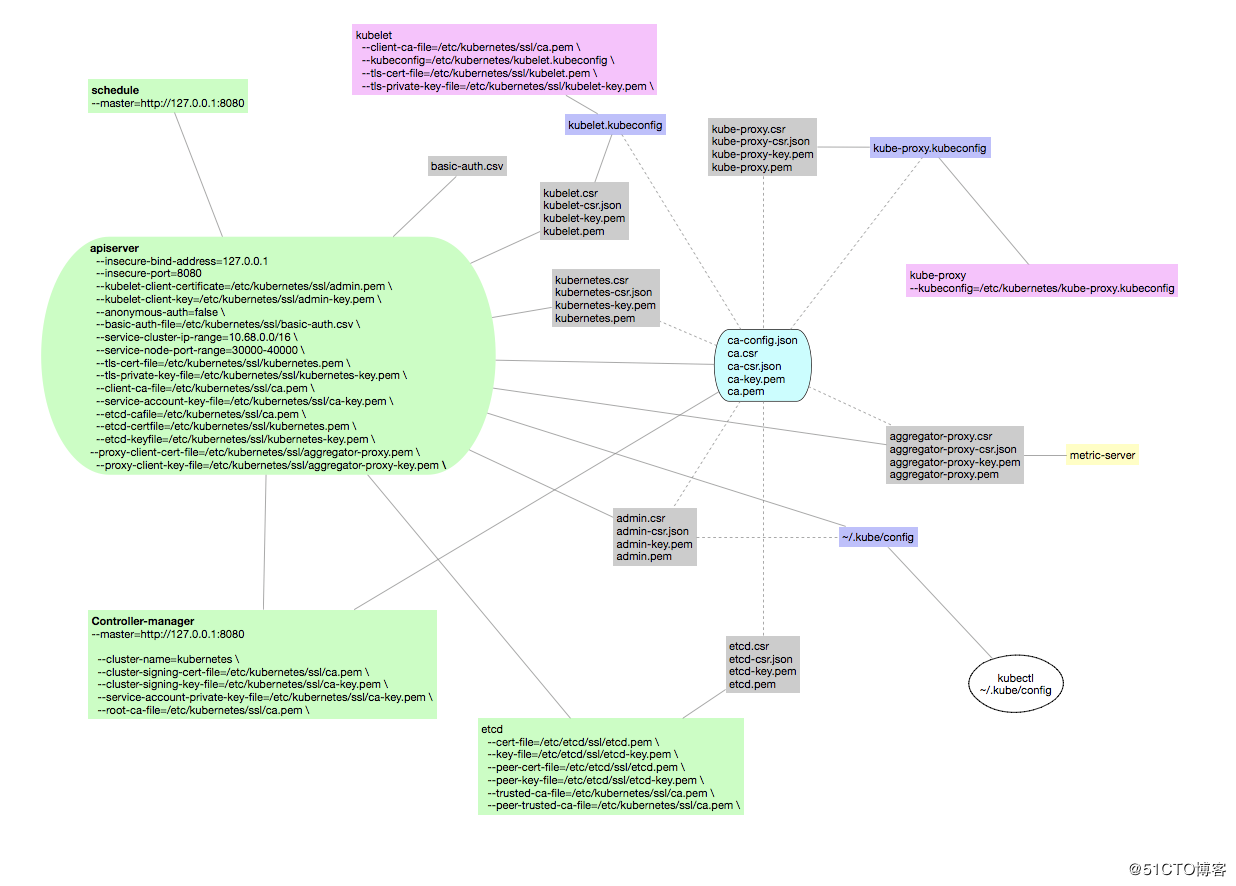 kubelet
--client-ca-file=/etc/kubernetes/ssl/ca.pem \
--kubeconfig=/etc/kubernetes/kubelet.kubeconfig \
--tls-cert-file=/etc/kubernetes/ssl/kubelet.pem \
--tls-private-key-file=/etc/kubernetes/ssl/kubelet-key.pem \
schedule
--master=http://127.0.0.1:8080
kubelet.kubeconfig
kube-proxy.csr
kube-proxy-csr.json
kube-proxy-key.pem
kube-proxy.pem
kube-proxy.kubeconfig
basic-auth.csv
kubelet.csr
kubelet-csr.json
kubelet-key.pem
kubelet.pem
apiserver
--insecure-bind-address=127.0.0.1
--insecure-port=8080
--kubelet-client-certificate=/etc/kubernetes/ssl/admin.pem \
--kubelet-client-key=/etc/kubernetes/ssl/admin-key.pem \
--anonymous-auth=false \
--basic-auth-file=/etc/kubernetes/ssl/basic-auth.csv \
--service-cluster-ip-range=10.68.0.0/16 \
--service-node-port-range=30000-40000 \
--tls-cert-file=/etc/kubernetes/ssl/kubernetes.pem \
--tls-private-key-file=/etc/kubernetes/ssl/kubernetes-key.pem \
--client-ca-file=/etc/kubernetes/ssl/ca.pem \
--service-account-key-file=/etc/kubernetes/ssl/ca-key.pem \
--etcd-cafile=/etc/kubernetes/ssl/ca.pem \
--etcd-certfile=/etc/kubernetes/ssl/kubernetes.pem \
--etcd-keyfile=/etc/kubernetes/ssl/kubernetes-key.pem \
--proxy-client-cert-file=/etc/kubernetes/ssl/aggregator-proxy.pem \
--proxy-client-key-file=/etc/kubernetes/ssl/aggregator-proxy-key.pem \
kubernetes.csr
kubernetes-csr.json
kubernetes-key.pem
kubernetes.pem
kube-proxy
--kubeconfig=/etc/kubernetes/kube-proxy.kubeconfig
ca-config.json
ca.csr
ca-csr.json
ca-key.pem
ca.pem
aggregator-proxy.csr
aggregator-proxy-csr.json
aggregator-proxy-key.pem
aggregator-proxy.pem
metric-server
admin.csr
admin-csr.json
admin-key.pem
admin.pem
~/.kube/config
Controller-manager
--master=http://127.0.0.1:8080
--cluster-name=kubernetes \
--cluster-signing-cert-file=/etc/kubernetes/ssl/ca.pem \
--cluster-signing-key-file=/etc/kubernetes/ssl/ca-key.pem \
--service-account-private-key-file=/etc/kubernetes/ssl/ca-key.pem \
--root-ca-file=/etc/kubernetes/ssl/ca.pem \
etcd.csr
etcd-csr.json
etcd-key.pem
etcd.pem
kubectl
~/.kube/config
etcd
--cert-file=/etc/etcd/ssl/etcd.pem \
--key-file=/etc/etcd/ssl/etcd-key.pem \
--peer-cert-file=/etc/etcd/ssl/etcd.pem \
--peer-key-file=/etc/etcd/ssl/etcd-key.pem \
--trusted-ca-file=/etc/kubernetes/ssl/ca.pem \
--peer-trusted-ca-file=/etc/kubernetes/ssl/ca.pem \
@51CTO博客